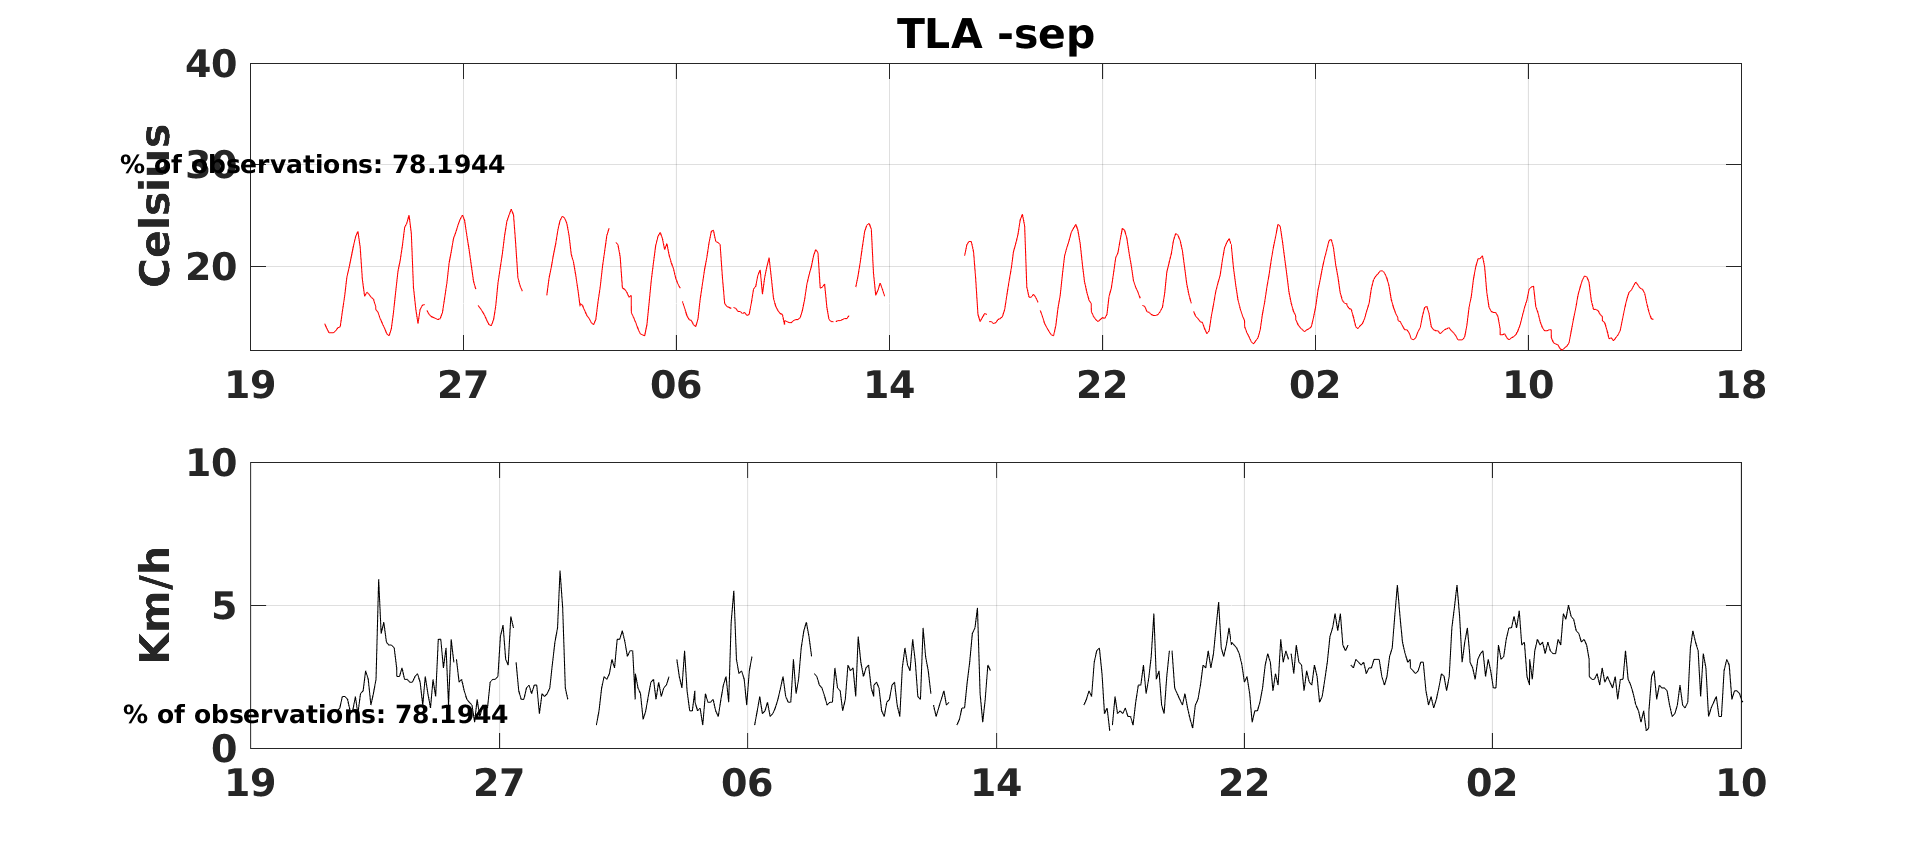 TLA -sep
40
30
20
Celsius
% of observations: 78.1944
19 27 06 14 22 02 10 18
10
5
0
Km/h
% of observations: 78.1944
19 27 06 14 22 02 10